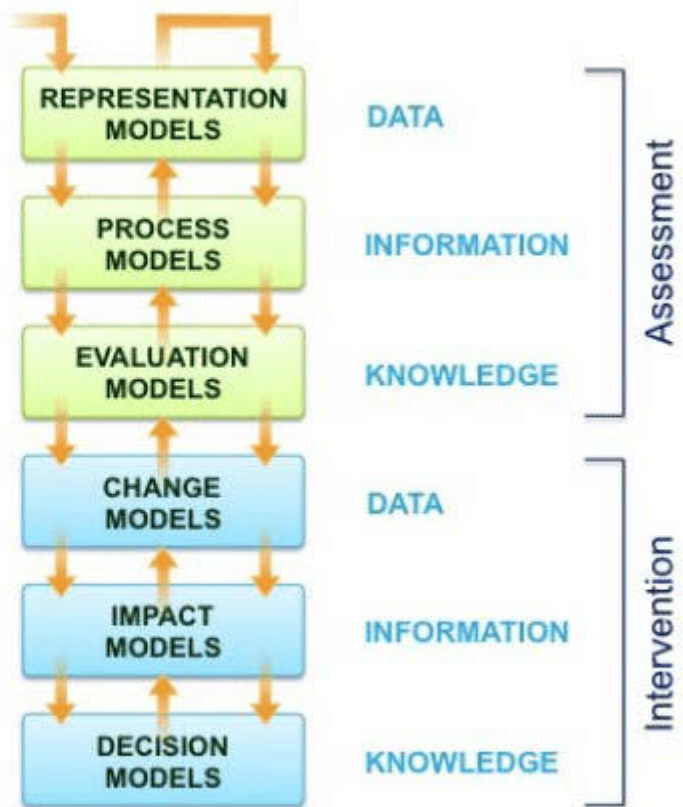 REPRESENTATION
MODELS
DATA
PROCESS
MODELS
INFORMATION
EVALUATION
MODELS
KNOWLEDGE
Assessment
CHANGE
MODELS
DATA
IMPACT
MODELS
INFORMATION
DECISION
MODELS
KNOWLEDGE
Intervention